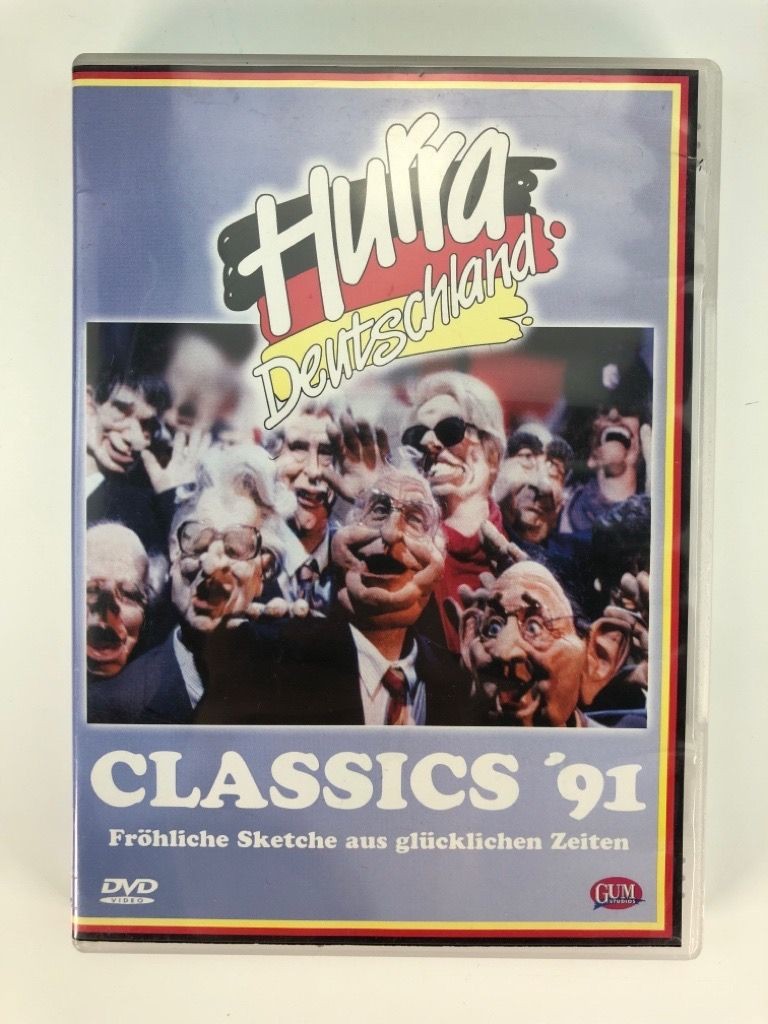 Hurra
Deutschland
CLASSICS ´91
Fröhliche Sketche aus glücklichen Zeiten
DVD
VIDEO
GUM
STUDIOS